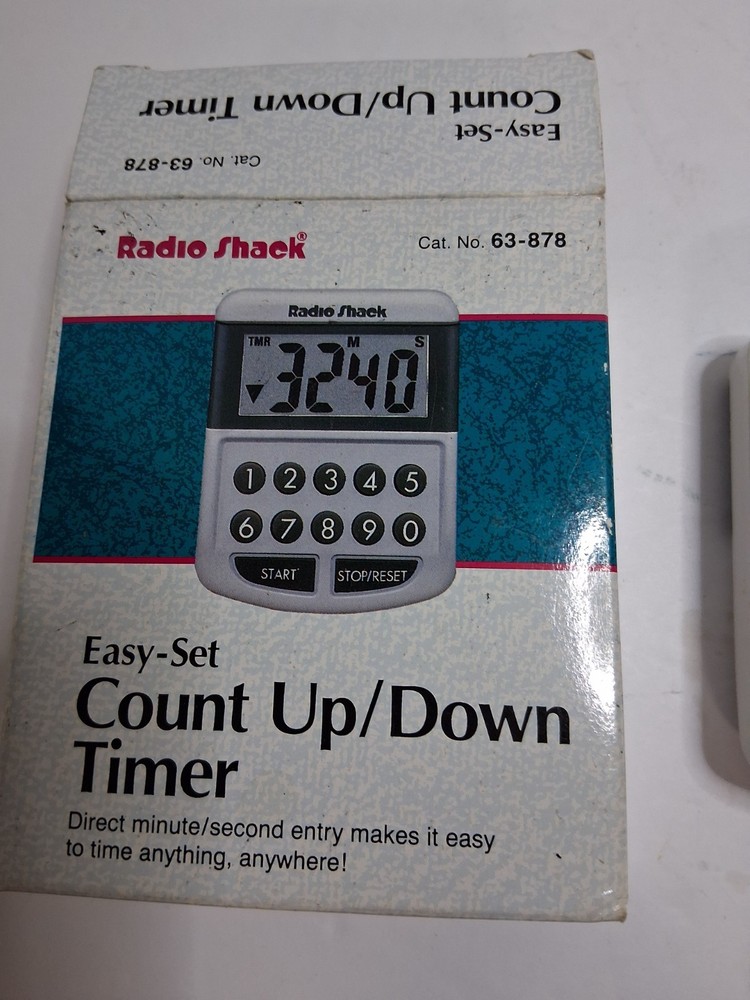 Easy-Set
Count Up/Down Timer
Cat. No. 63-878
Radio Shack®
Cat. No. 63-878
Radio Shack
TMR M S
3240
1 2 3 4 5
6 7 8 9 0
START STOP/RESET
Easy-Set
Count Up/Down
Timer
Direct minute/second entry makes it easy
to time anything, anywhere!